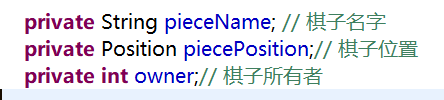 private String pieceName; // 棋子名字
private Position piecePosition;// 棋子位置
private int owner;// 棋子所有者